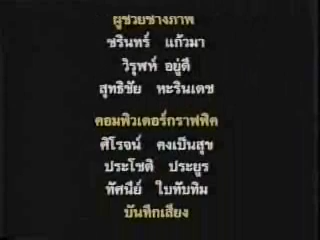 ผู้ช่วยช่างภาพ
ชรินทร์ แก้วมา
วิรุฬห์ อยู่ดี
สุทธิชัย หะรินเดช
คอมพิวเตอร์กราฟฟิค
ศิโรจน์ คงเป็นสุข
ประโชติ ประยูร
ทัศนีย์ ใบทับทิม
บันทึกเสียง